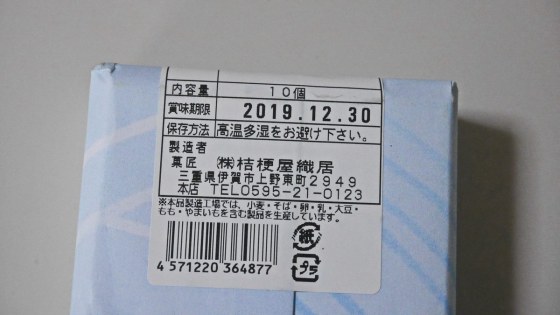 内容量 10個
賞味期限 2019.12.30
保存方法 高温多湿をお避け下さい。
製造者
菓匠 ㈱桔梗屋織居
三重県伊賀市上野東町2949
本店 TEL0595-21-0123
※本品製造工場では、小麦・そば・卵・乳・大豆・
もも・やまいもを含む製品を生産しています。
紙
プラ
4 571220 364877